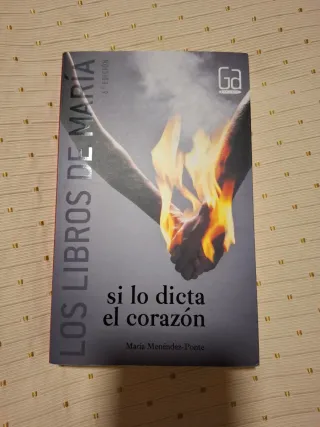 LOS LIBROS DE MARÍA
Ga
si lo dicta
el corazón
María Menéndez-Ponte